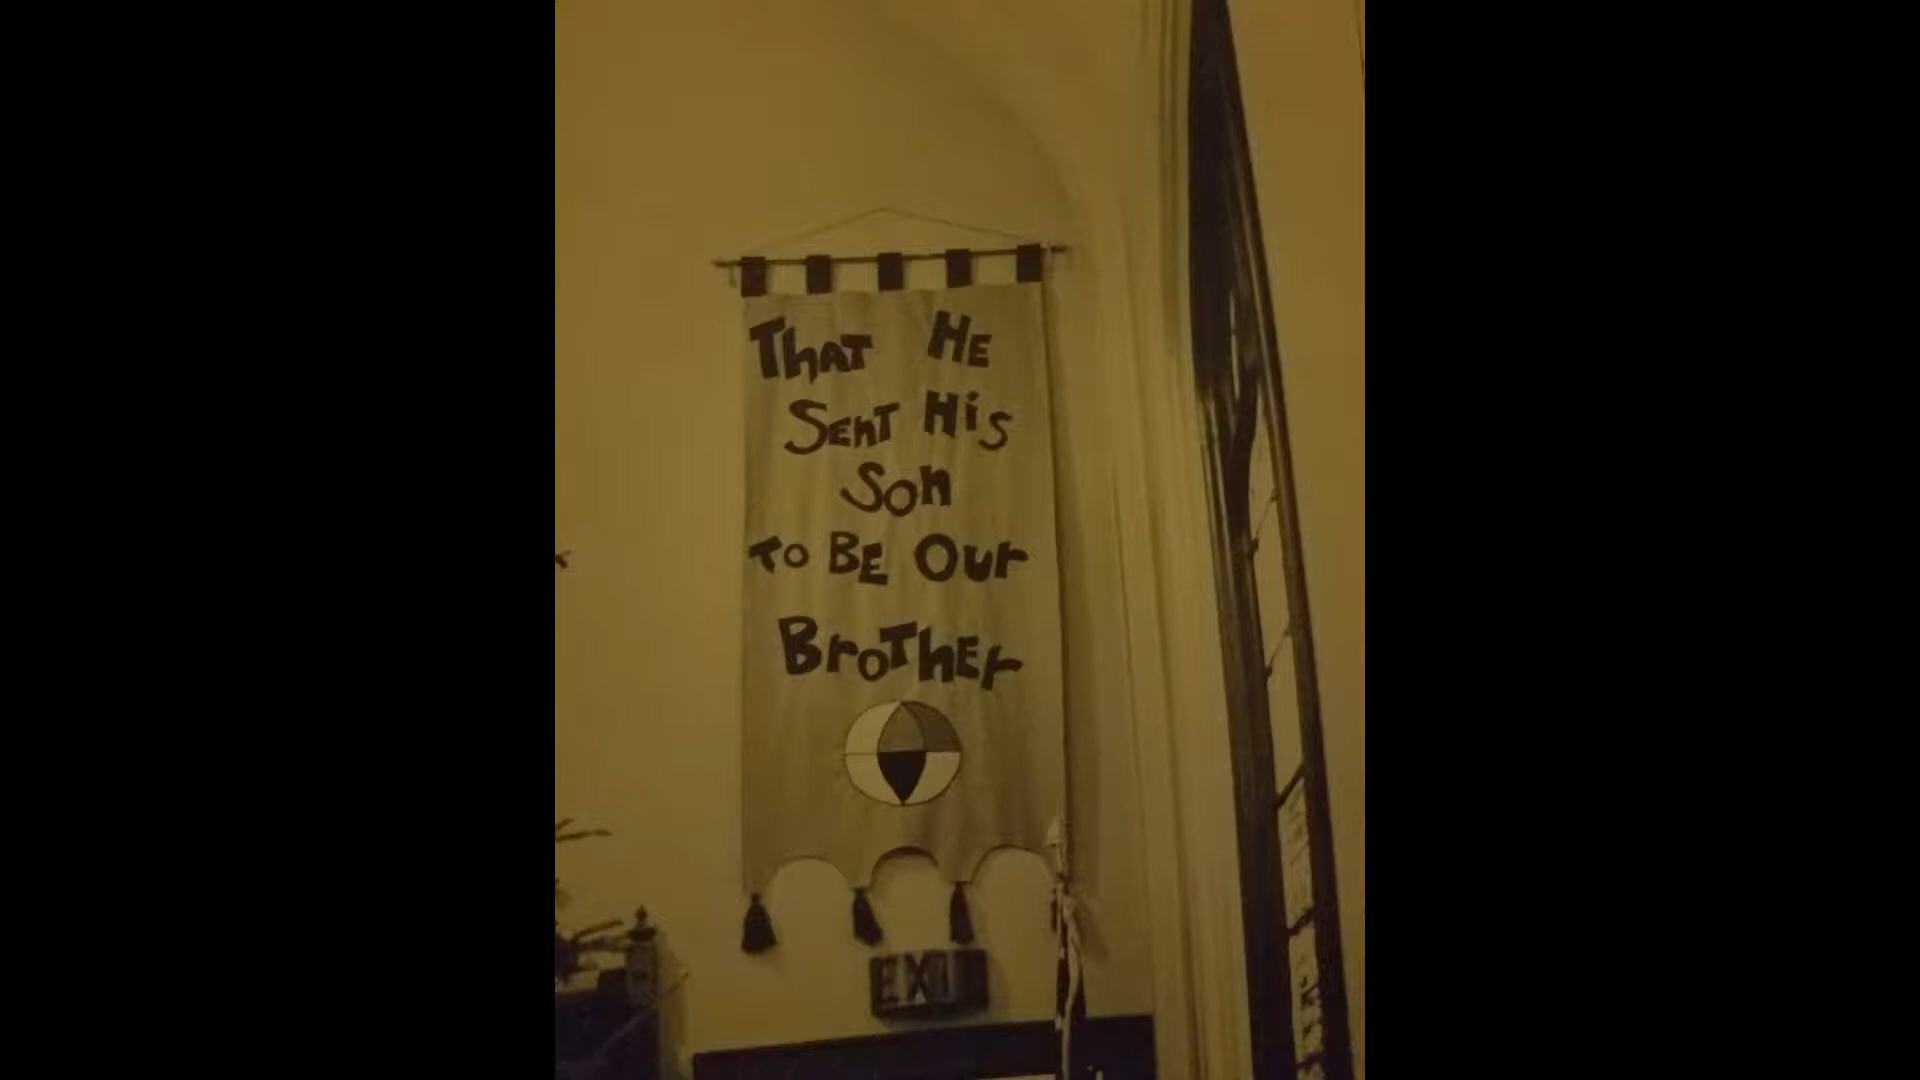 ThAT HE
SEnT HiS
Son
To BE Our
BroTHEr
EXIT